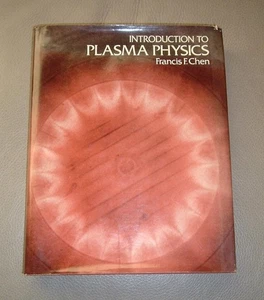 INTRODUCTION TO
PLASMA PHYSICS
Francis F. Chen